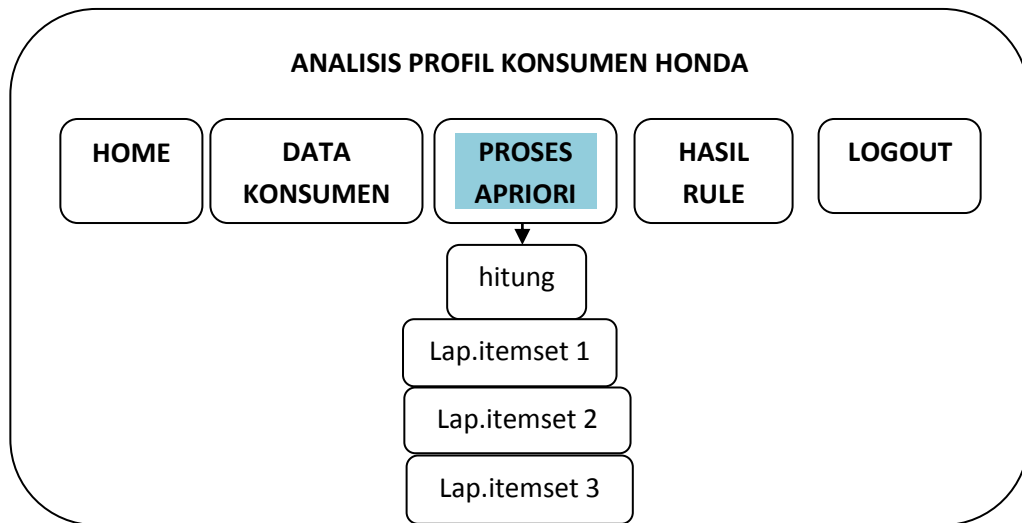 ANALISIS PROFIL KONSUMEN HONDA
HOME
DATA
KONSUMEN
PROSES
APRIORI
HASIL
RULE
LOGOUT
hitung
Lap.itemset 1
Lap.itemset 2
Lap.itemset 3